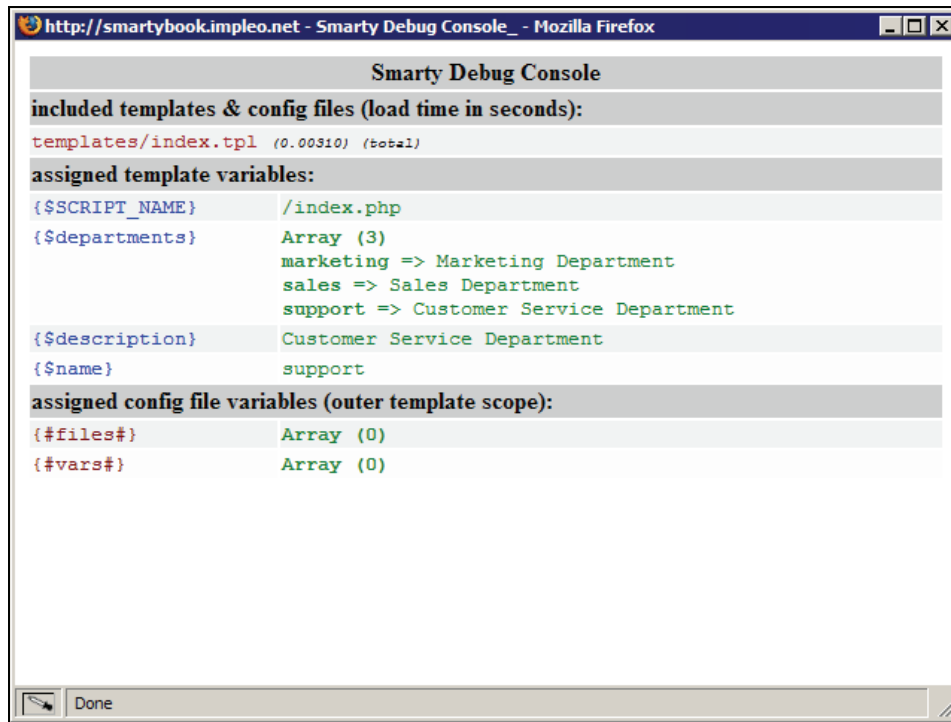 http://smartybook.impleo.net - Smarty Debug Console_ - Mozilla Firefox
Smarty Debug Console
included templates & config files (load time in seconds):
templates/index.tpl (0.00310) (total)
assigned template variables:
{$SCRIPT_NAME} /index.php
{$departments} Array (3)
marketing => Marketing Department
sales => Sales Department
support => Customer Service Department
{$description} Customer Service Department
{$name} support
assigned config file variables (outer template scope):
{#files#} Array (0)
{#vars#} Array (0)
Done